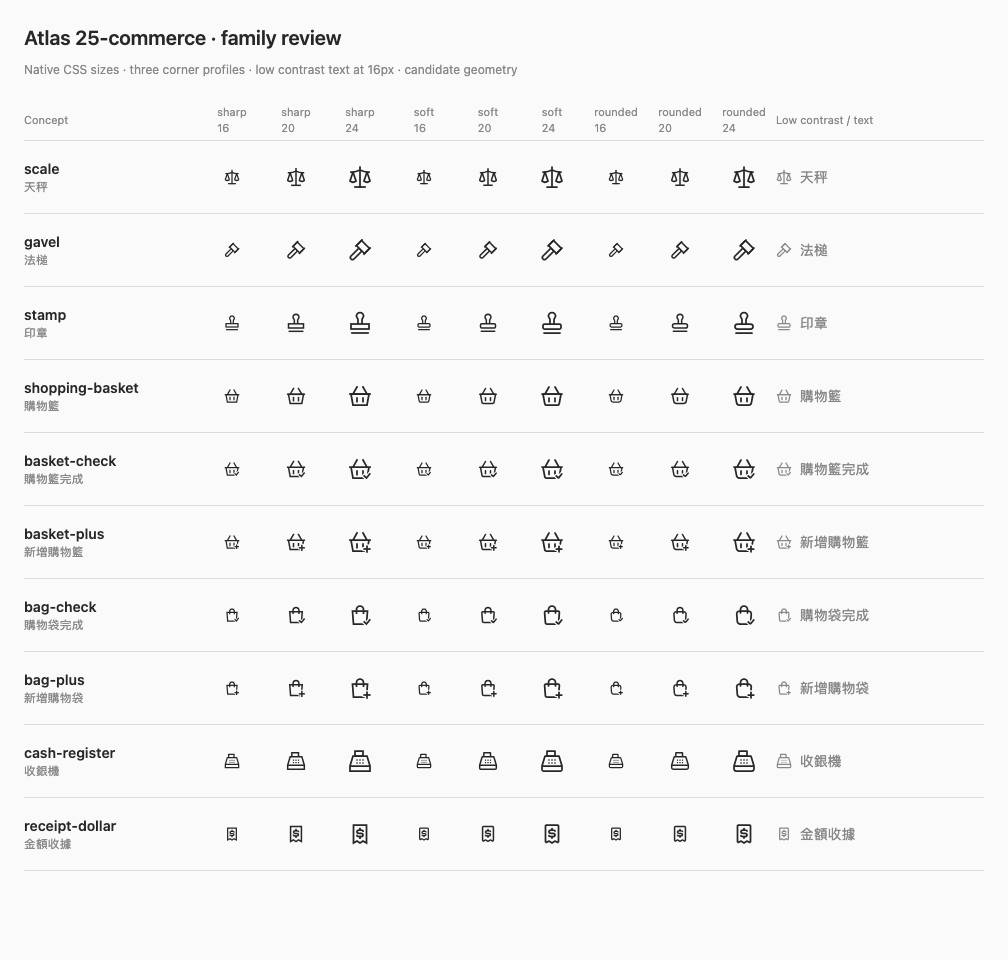 Atlas 25-commerce · family review
Native CSS sizes · three corner profiles · low contrast text at 16px · candidate geometry
Concept sharp 16 sharp 20 sharp 24 soft 16 soft 20 soft 24 rounded 16 rounded 20 rounded 24 Low contrast / text
scale
天秤 天秤
gavel
法槌 法槌
stamp
印章 印章
shopping-basket
購物籃 購物籃
basket-check
購物籃完成 購物籃完成
basket-plus
新增購物籃 新增購物籃
bag-check
購物袋完成 購物袋完成
bag-plus
新增購物袋 新增購物袋
cash-register
收銀機 收銀機
receipt-dollar
金額收據 金額收據